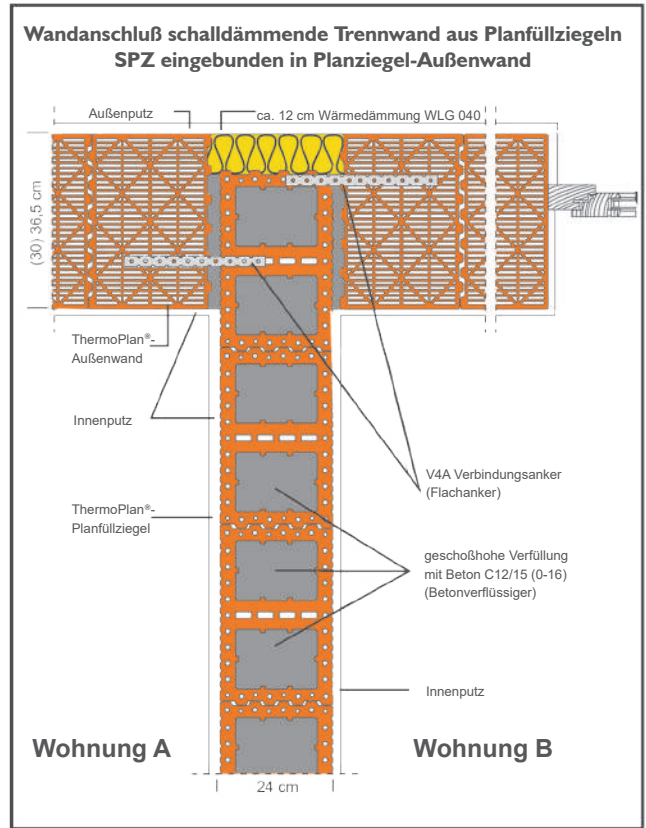 Wandanschluß schalldämmende Trennwand aus Planfüllziegeln
SPZ eingebunden in Planziegel-Außenwand
Außenputz
ca. 12 cm Wärmedämmung WLG 040
(30) 36,5 cm
ThermoPlan®-
Außenwand
Innenputz
V4A Verbindungsanker
(Flachanker)
ThermoPlan®-
Planfüllziegel
geschoßhohe Verfüllung
mit Beton C12/15 (0-16)
(Betonverflüssiger)
Innenputz
Wohnung A
Wohnung B
24 cm